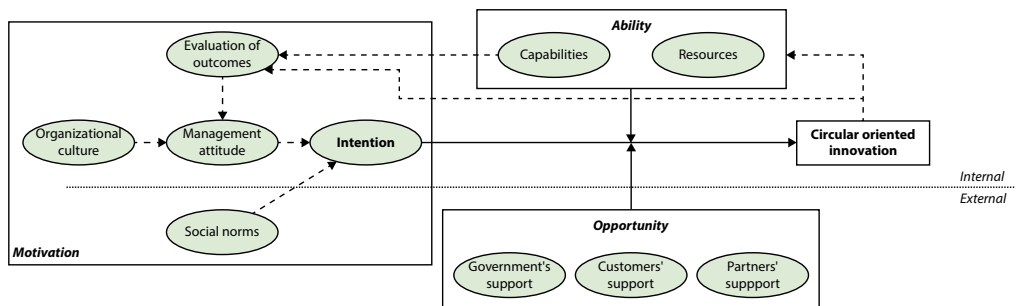 Ability
Evaluation of
outcomes
Capabilities
Resources
Organizational
culture
Management
attitude
Intention
Circular oriented
innovation
Internal
External
Social norms
Motivation
Opportunity
Government's
support
Customers'
support
Partners'
suppport